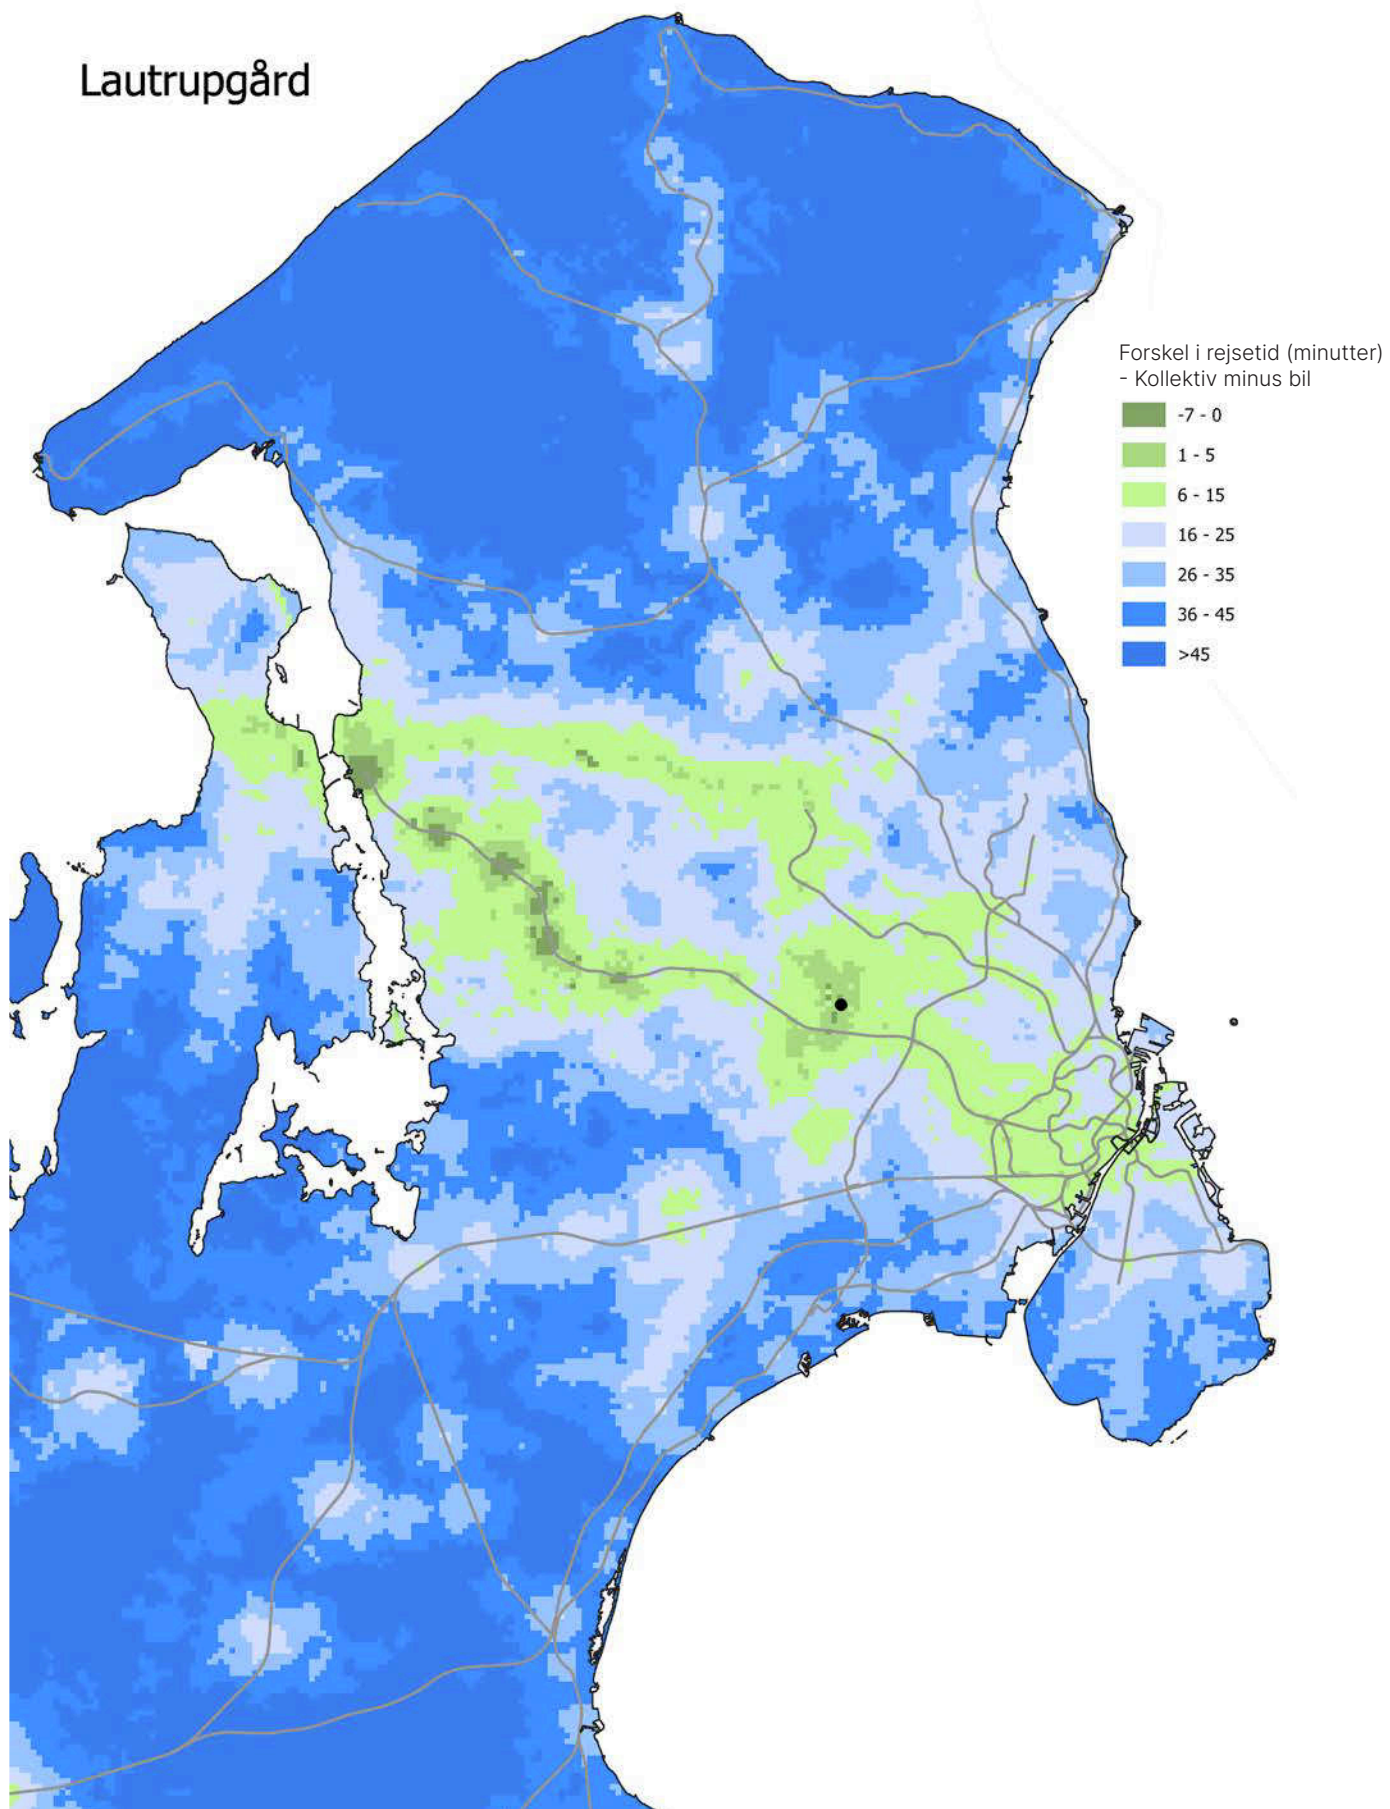 Lautrupgård
Forskel i rejsetid (minutter)
- Kollektiv minus bil
-7 - 0
1 - 5
6 - 15
16 - 25
26 - 35
36 - 45
>45